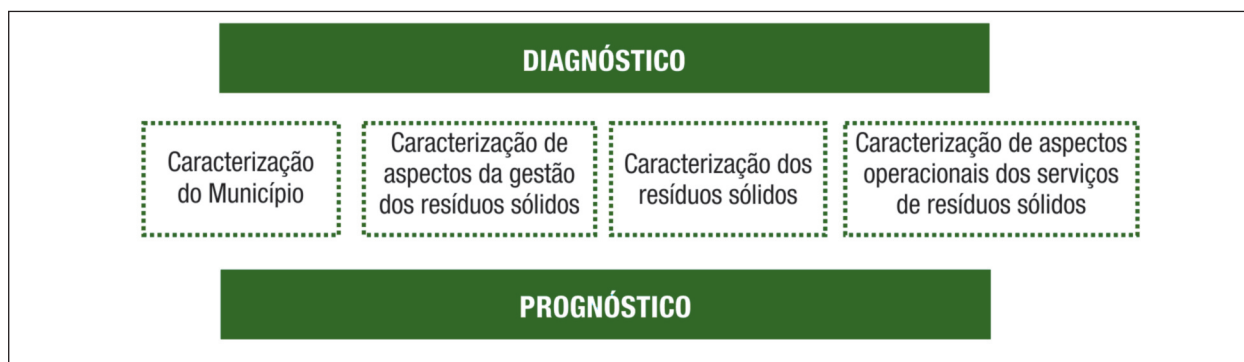 DIAGNÓSTICO
Caracterização
do Município
Caracterização de
aspectos da gestão
dos resíduos sólidos
Caracterização dos
resíduos sólidos
Caracterização de aspectos
operacionais dos serviços
de resíduos sólidos
PROGNÓSTICO